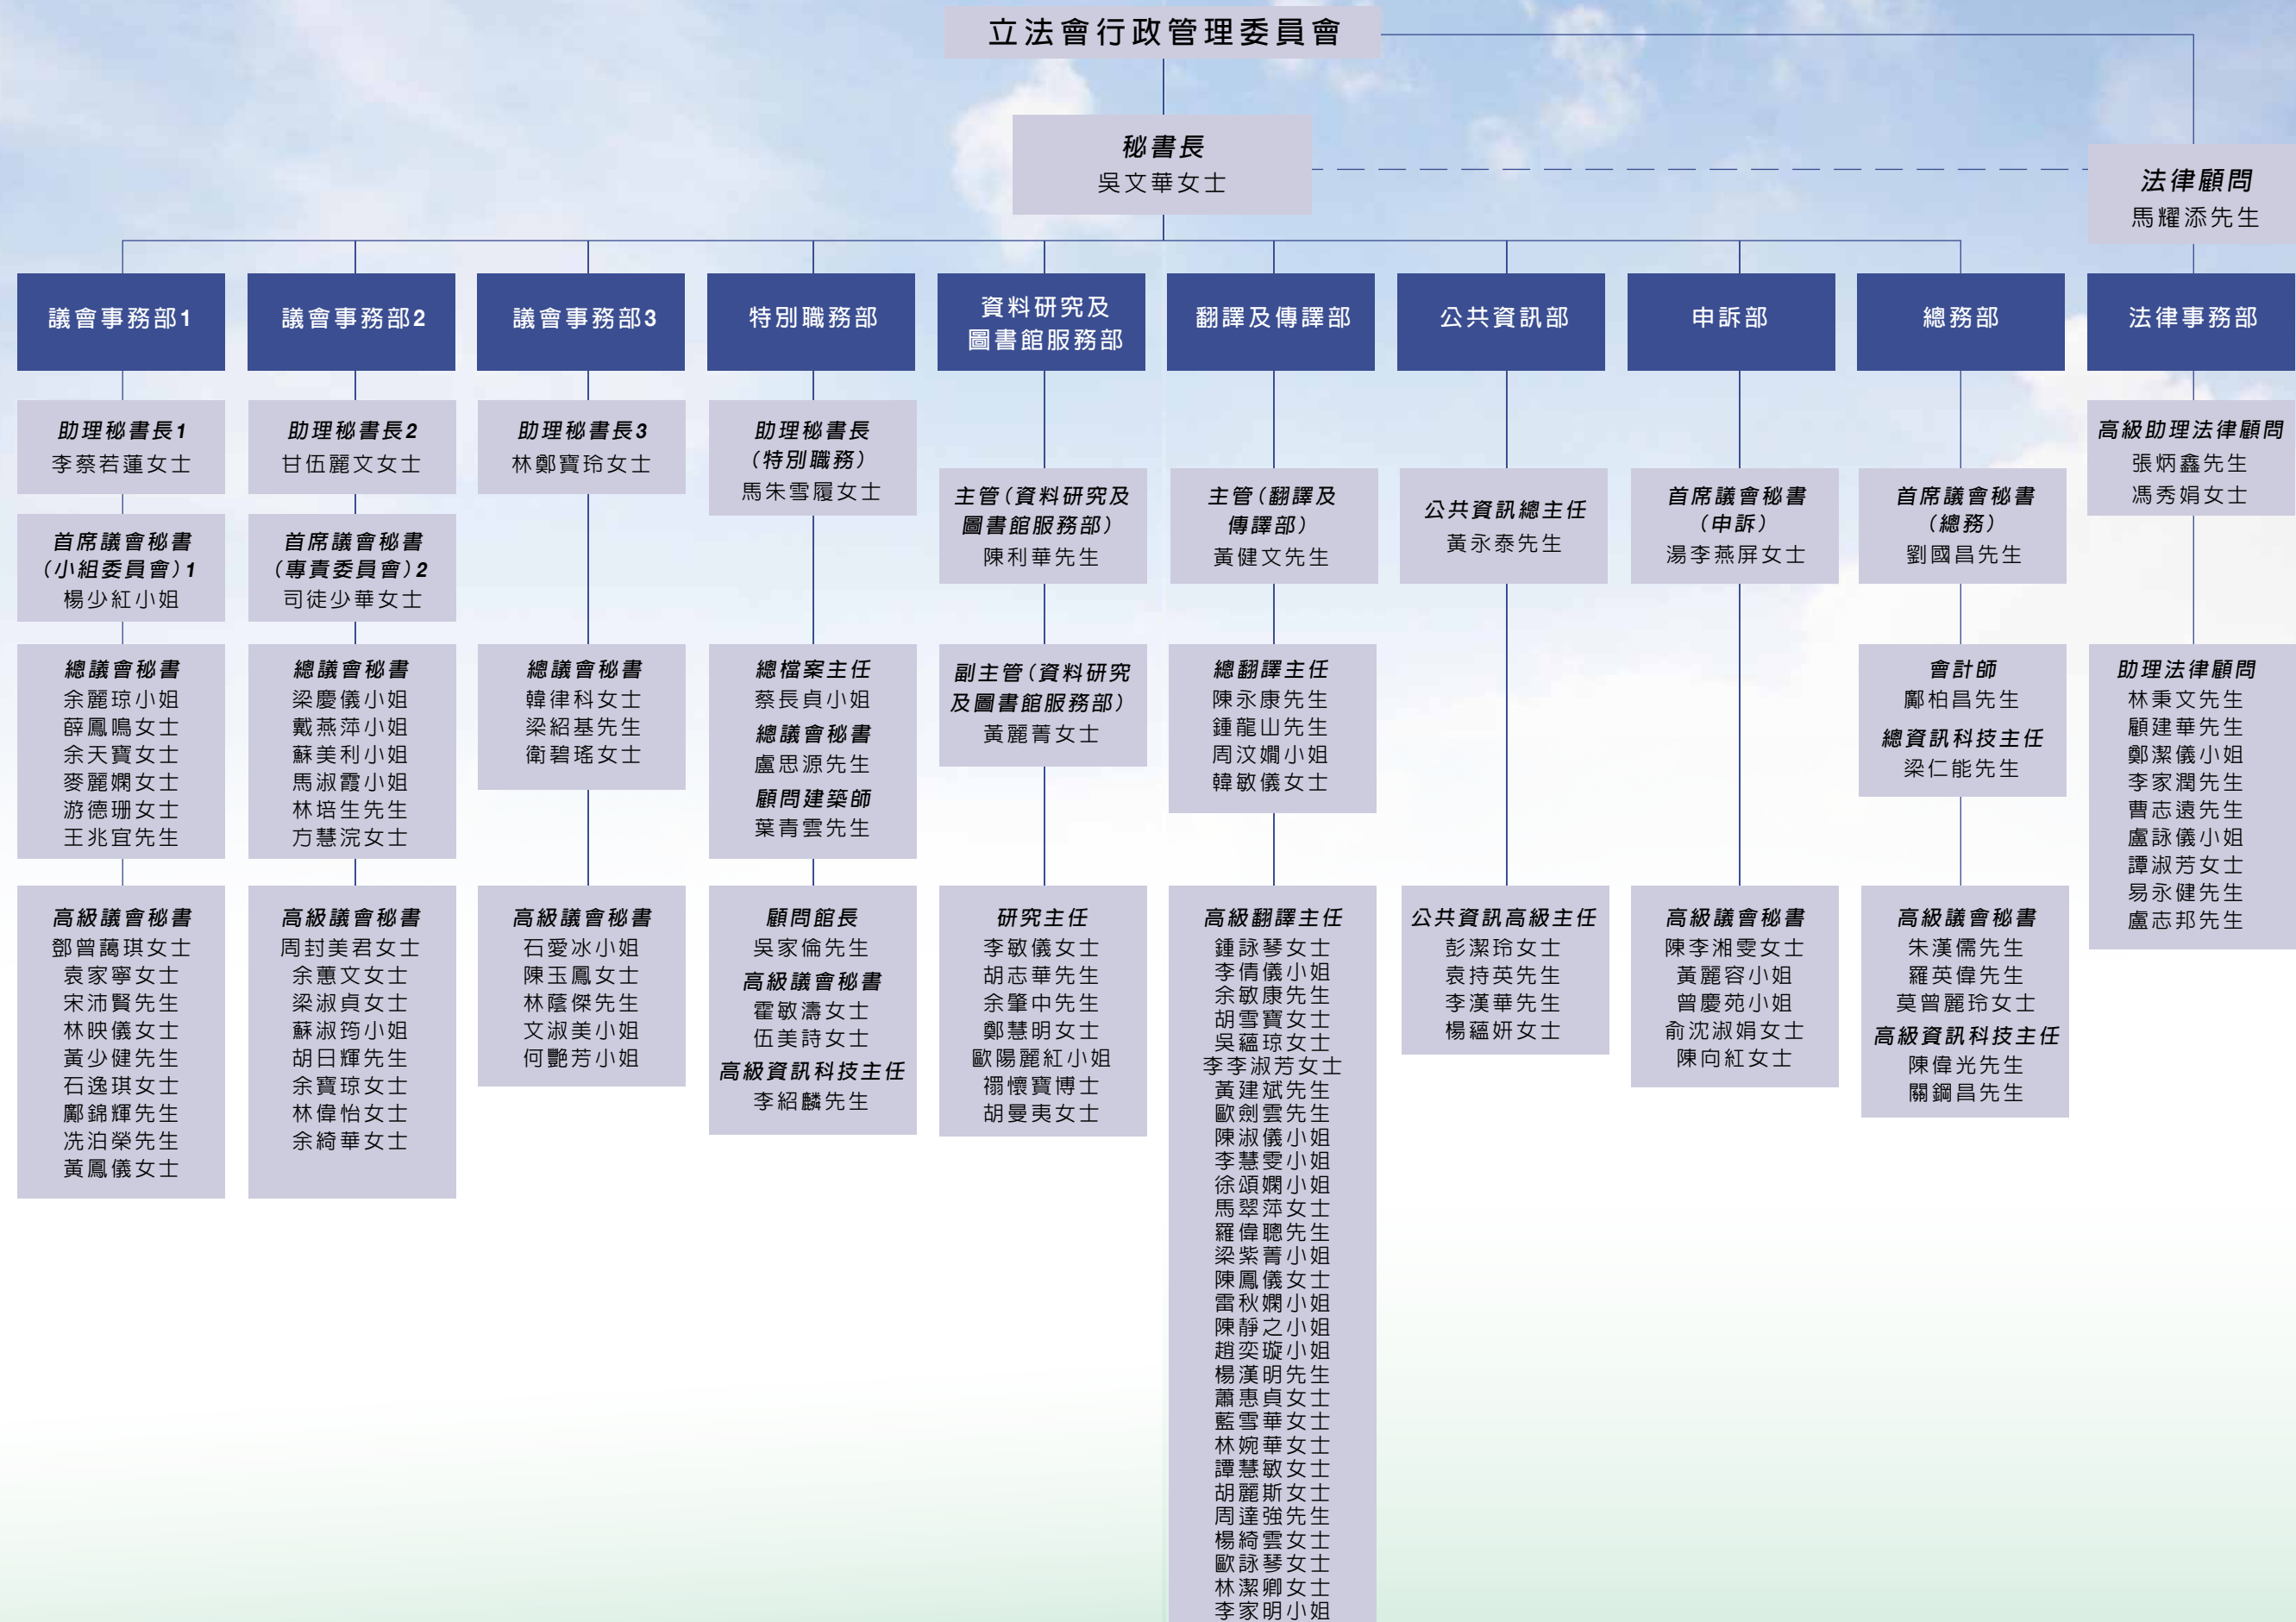 立法會行政管理委員會
秘書長
吳文華女士
法律顧問
馬耀添先生
議會事務部1
助理秘書長1
李蔡若蓮女士
首席議會秘書
（小組委員會）1
楊少紅小姐
總議會秘書
余麗琼小姐
薛鳳鳴女士
余天寶女士
麥麗嫻女士
游德珊女士
王兆宜先生
高級議會秘書
鄧曾藹琪女士
袁家寧女士
宋沛賢先生
林映儀女士
黃少健先生
石逸琪女士
鄺錦輝先生
冼泊榮先生
黃鳳儀女士
議會事務部2
助理秘書長2
甘伍麗文女士
首席議會秘書
（專責委員會）2
司徒少華女士
總議會秘書
梁慶儀小姐
戴燕萍小姐
蘇美利小姐
馬淑霞小姐
林培生先生
方慧浣女士
高級議會秘書
周封美君女士
余蕙文女士
梁淑貞女士
蘇淑筠小姐
胡日輝先生
余寶琼女士
林偉怡女士
余綺華女士
議會事務部3
助理秘書長3
林鄭寶玲女士
總議會秘書
韓律科女士
梁紹基先生
衛碧瑤女士
高級議會秘書
石愛冰小姐
陳玉鳳女士
林蔭傑先生
文淑美小姐
何艷芳小姐
特別職務部
助理秘書長
（特別職務）
馬朱雪履女士
總檔案主任
蔡長貞小姐
總議會秘書
盧思源先生
顧問建築師
葉青雲先生
顧問館長
吳家倫先生
高級議會秘書
霍敏濤女士
伍美詩女士
高級資訊科技主任
李紹麟先生
資料研究及
圖書館服務部
主管（資料研究及
圖書館服務部）
陳利華先生
副主管（資料研究
及圖書館服務部）
黃麗菁女士
研究主任
李敏儀女士
胡志華先生
余肇中先生
鄭慧明女士
歐陽麗紅小姐
禤懷寶博士
胡曼夷女士
翻譯及傳譯部
主管（翻譯及
傳譯部）
黃健文先生
總翻譯主任
陳永康先生
鍾龍山先生
周汶嫺小姐
韓敏儀女士
高級翻譯主任
鍾詠琴女士
李倩儀小姐
余敏康先生
胡雪寶女士
吳蘊琼女士
李李淑芳女士
黃建斌先生
歐劍雲先生
陳淑儀小姐
李慧雯小姐
徐頌嫻小姐
馬翠萍女士
羅偉聰先生
梁紫菁小姐
陳鳳儀女士
雷秋嫻小姐
陳靜之小姐
趙奕璇小姐
楊漢明先生
蕭惠貞女士
藍雪華女士
林婉華女士
譚慧敏女士
胡麗斯女士
周達強先生
楊綺雲女士
歐詠琴女士
林潔卿女士
李家明小姐
公共資訊部
公共資訊總主任
黃永泰先生
公共資訊高級主任
彭潔玲女士
袁持英先生
李漢華先生
楊蘊妍女士
申訴部
首席議會秘書
（申訴）
湯李燕屏女士
高級議會秘書
陳李湘雯女士
黃麗容小姐
曾慶苑小姐
俞沈淑娟女士
陳向紅女士
總務部
首席議會秘書
（總務）
劉國昌先生
會計師
鄺柏昌先生
總資訊科技主任
梁仁能先生
高級議會秘書
朱漢儒先生
羅英偉先生
莫曾麗玲女士
高級資訊科技主任
陳偉光先生
關鋼昌先生
法律事務部
高級助理法律顧問
張炳鑫先生
馮秀娟女士
助理法律顧問
林秉文先生
顧建華先生
鄭潔儀小姐
李家潤先生
曹志遠先生
盧詠儀小姐
譚淑芳女士
易永健先生
盧志邦先生